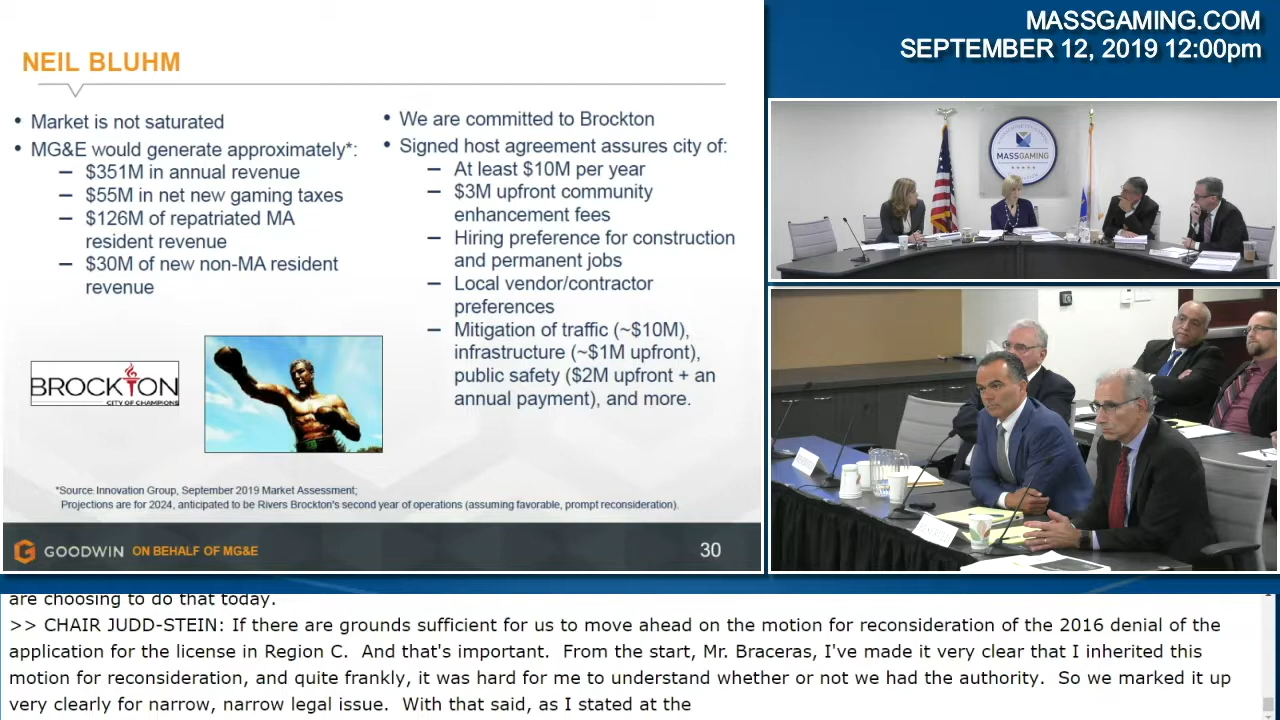 MASSGAMING.COM
SEPTEMBER 12, 2019 12:00pm
NEIL BLUHM
• Market is not saturated
• MG&E would generate approximately*:
– $351M in annual revenue
– $55M in net new gaming taxes
– $126M of repatriated MA
resident revenue
– $30M of new non-MA resident
revenue
• We are committed to Brockton
• Signed host agreement assures city of:
– At least $10M per year
– $3M upfront community
enhancement fees
– Hiring preference for construction
and permanent jobs
– Local vendor/contractor
preferences
– Mitigation of traffic (~$10M),
infrastructure (~$1M upfront),
public safety ($2M upfront + an
annual payment), and more.
BROCKTON
CITY OF CHAMPIONS
*Source: Innovation Group, September 2019 Market Assessment;
Projections are for 2024, anticipated to be Rivers Brockton's second year of operations (assuming favorable, prompt reconsideration).
GOODWIN ON BEHALF OF MG&E
30
MASSGAMING
are choosing to do that today.
>> CHAIR JUDD-STEIN: If there are grounds sufficient for us to move ahead on the motion for reconsideration of the 2016 denial of the
application for the license in Region C.  And that's important.  From the start, Mr. Braceras, I've made it very clear that I inherited this
motion for reconsideration, and quite frankly, it was hard for me to understand whether or not we had the authority.  So we marked it up
very clearly for narrow, narrow legal issue.  With that said, as I stated at the